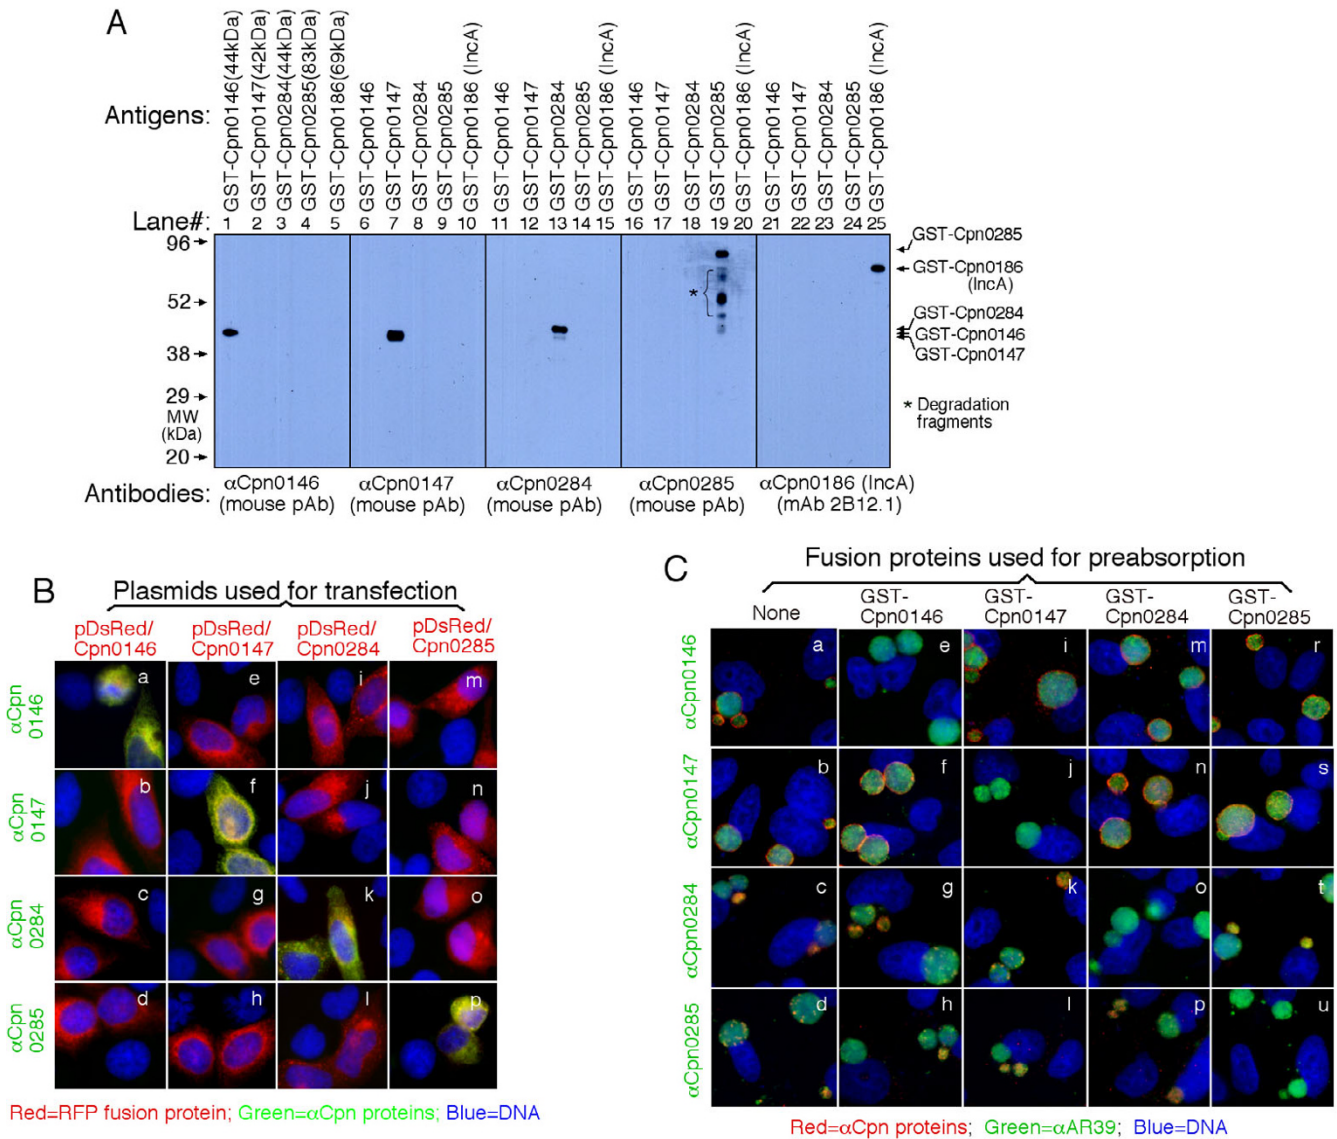 A
Antigens:
GST-Cpn0146(44kDa)
GST-Cpn0147(42kDa)
GST-Cpn0284(44kDa)
GST-Cpn0285(83kDa)
GST-Cpn0186(69kDa)
GST-Cpn0146
GST-Cpn0147
GST-Cpn0284
GST-Cpn0285
GST-Cpn0186 (IncA)
GST-Cpn0146
GST-Cpn0147
GST-Cpn0284
GST-Cpn0285
GST-Cpn0186 (IncA)
GST-Cpn0146
GST-Cpn0147
GST-Cpn0284
GST-Cpn0285
GST-Cpn0186 (IncA)
GST-Cpn0146
GST-Cpn0147
GST-Cpn0284
GST-Cpn0285
GST-Cpn0186 (IncA)
Lane#: 1 2 3 4 5 6 7 8 9 10 11 12 13 14 15 16 17 18 19 20 21 22 23 24 25
96
52
38
29
MW
(kDa)
20
*
GST-Cpn0285
GST-Cpn0186
(IncA)
GST-Cpn0284
GST-Cpn0146
GST-Cpn0147
* Degradation
fragments
Antibodies:
αCpn0146
(mouse pAb)
αCpn0147
(mouse pAb)
αCpn0284
(mouse pAb)
αCpn0285
(mouse pAb)
αCpn0186 (IncA)
(mAb 2B12.1)
B
Plasmids used for transfection
pDsRed/
Cpn0146
pDsRed/
Cpn0147
pDsRed/
Cpn0284
pDsRed/
Cpn0285
αCpn
0146
a e i m
αCpn
0147
b f j n
αCpn
0284
c g k o
αCpn
0285
d h l p
Red=RFP fusion protein; Green=αCpn proteins; Blue=DNA
C
Fusion proteins used for preabsorption
None
GST-
Cpn0146
GST-
Cpn0147
GST-
Cpn0284
GST-
Cpn0285
αCpn0146
a e i m r
αCpn0147
b f j n s
αCpn0284
c g k o t
αCpn0285
d h l p u
Red=αCpn proteins; Green=αAR39; Blue=DNA